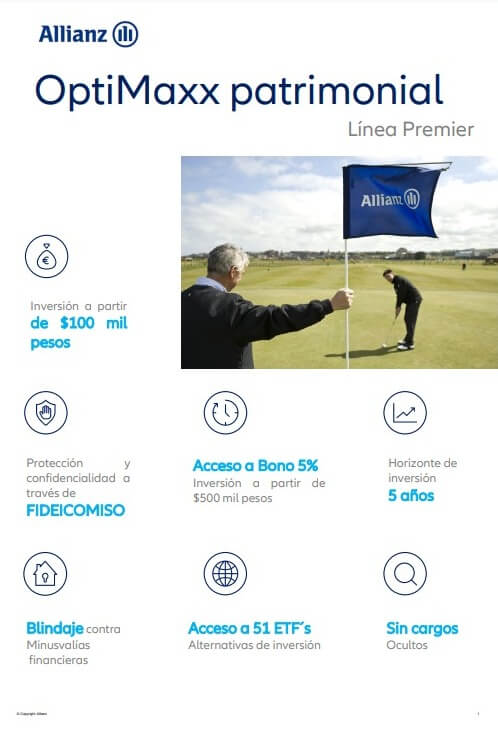 Allianz
OptiMaxx patrimonial
Línea Premier
Allianz
Inversión a partir
de $100 mil
pesos
Protección y
confidencialidad a
través de
FIDEICOMISO
Acceso a Bono 5%
Inversión a partir de
$500 mil pesos
Horizonte de
inversión
5 años
Blindaje contra
Minusvalías
financieras
Acceso a 51 ETF´s
Alternativas de inversión
Sin cargos
Ocultos
© Copyright Allianz
1